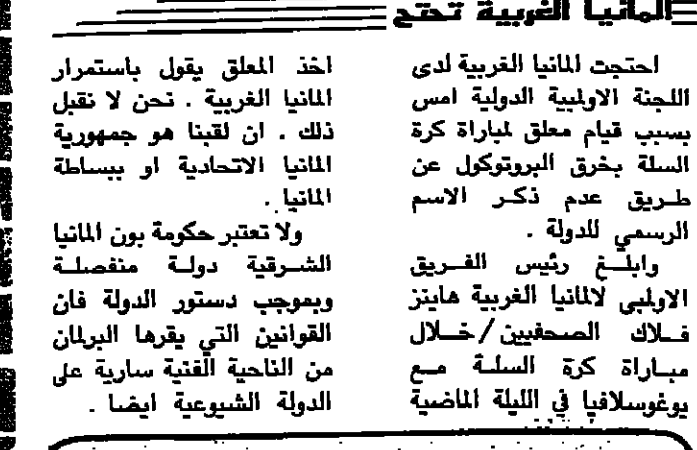 المانيا الغربية تحتج
احتجت المانيا الغربية لدى
اللجنة الاولمبية الدولية امس
بسبب قيام معلق لمباراة كرة
السلة بخرق البروتوكول عن
طريق عدم ذكر الاسم
الرسمي للدولة .
وابلغ رئيس الفريق
الاولمبي لالمانيا الغربية هاينز
فلاك الصحفيين / خلال
مباراة كرة السلة مع
يوغوسلافيا في الليلة الماضية
اخذ المعلق يقول باستمرار
المانيا الغربية . نحن لا نقبل
ذلك . ان لقبنا هو جمهورية
المانيا الاتحادية او ببساطة
المانيا .
ولا تعتبر حكومة بون المانيا
الشرقية دولة منفصلة
وبموجب دستور الدولة فان
القوانين التي يقرها البرلمان
من الناحية الفنية سارية على
الدولة الشيوعية ايضا .